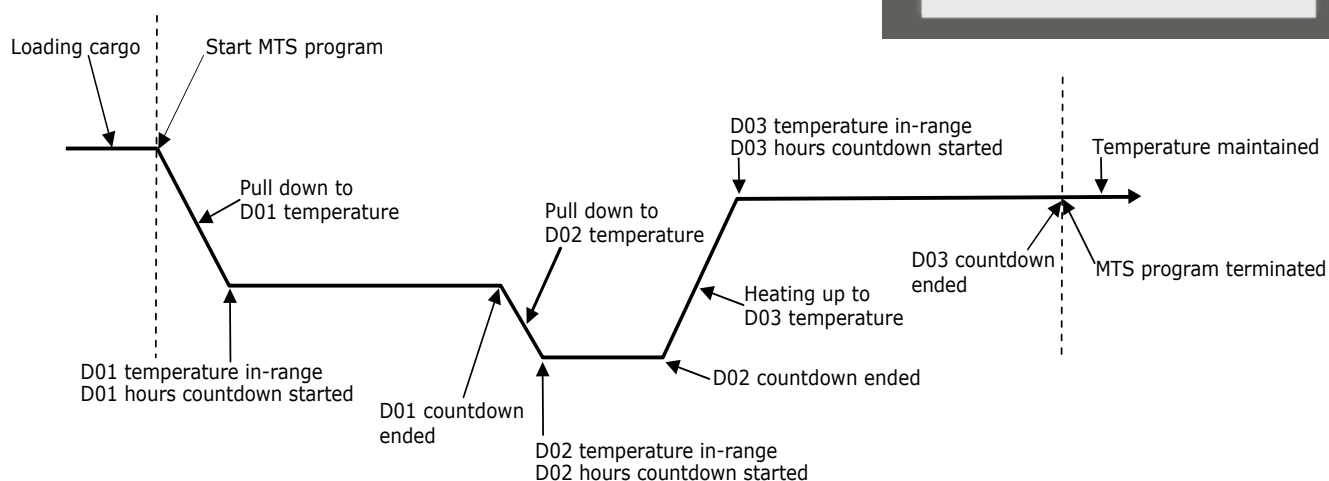 Loading cargo
Start MTS program
Pull down to
D01 temperature
D01 temperature in-range
D01 hours countdown started
D01 countdown
ended
Pull down to
D02 temperature
D02 temperature in-range
D02 hours countdown started
D02 countdown ended
Heating up to
D03 temperature
D03 temperature in-range
D03 hours countdown started
D03 countdown
ended
Temperature maintained
MTS program terminated